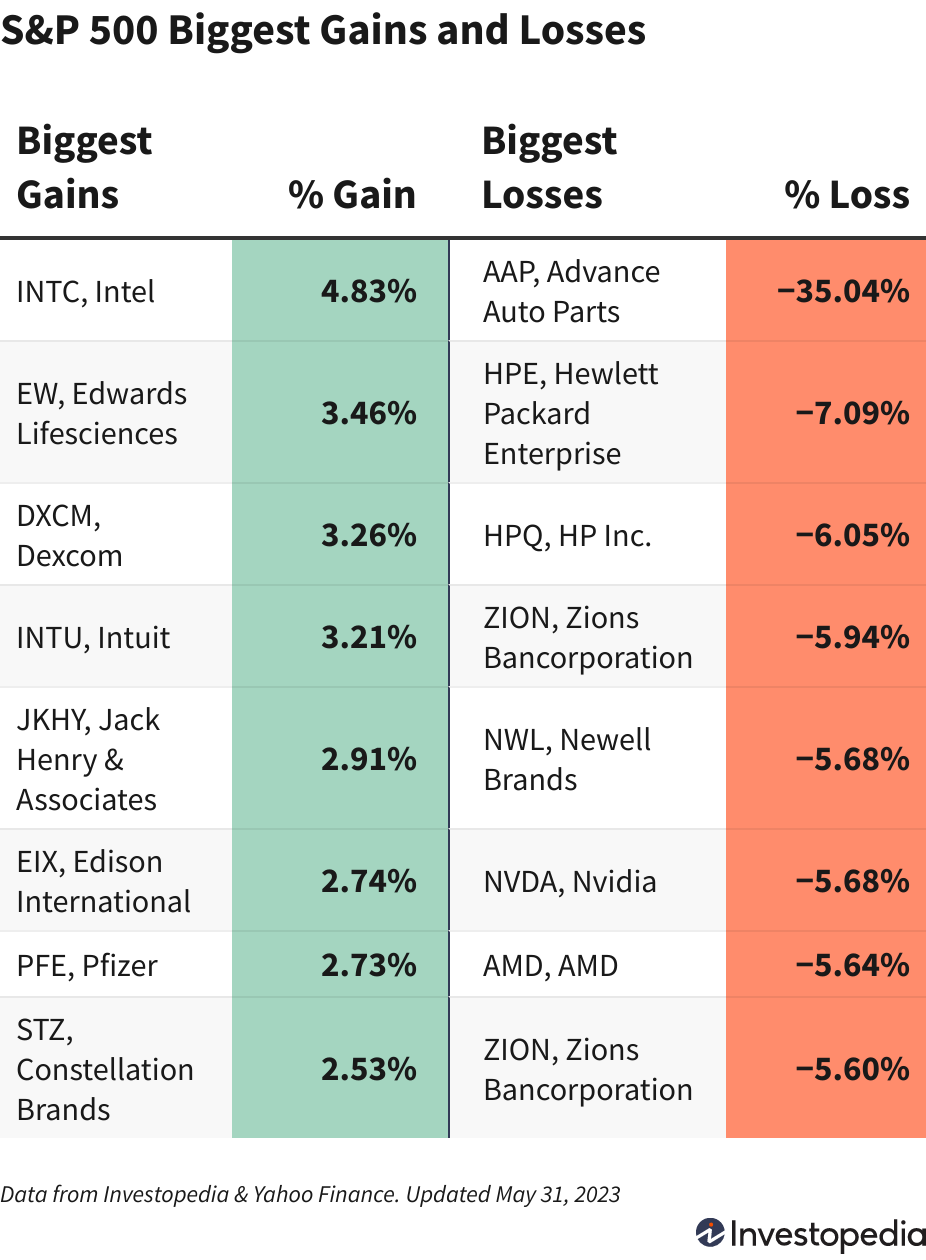 S&P 500 Biggest Gains and Losses
Biggest
Gains
% Gain
Biggest
Losses
% Loss
INTC, Intel
4.83%
AAP, Advance
Auto Parts
−35.04%
EW, Edwards
Lifesciences
3.46%
HPE, Hewlett
Packard
Enterprise
−7.09%
DXCM,
Dexcom
3.26%
HPQ, HP Inc.
−6.05%
INTU, Intuit
3.21%
ZION, Zions
Bancorporation
−5.94%
JKHY, Jack
Henry &
Associates
2.91%
NWL, Newell
Brands
−5.68%
EIX, Edison
International
2.74%
NVDA, Nvidia
−5.68%
PFE, Pfizer
2.73%
AMD, AMD
−5.64%
STZ,
Constellation
Brands
2.53%
ZION, Zions
Bancorporation
−5.60%
Data from Investopedia & Yahoo Finance. Updated May 31, 2023
Investopedia